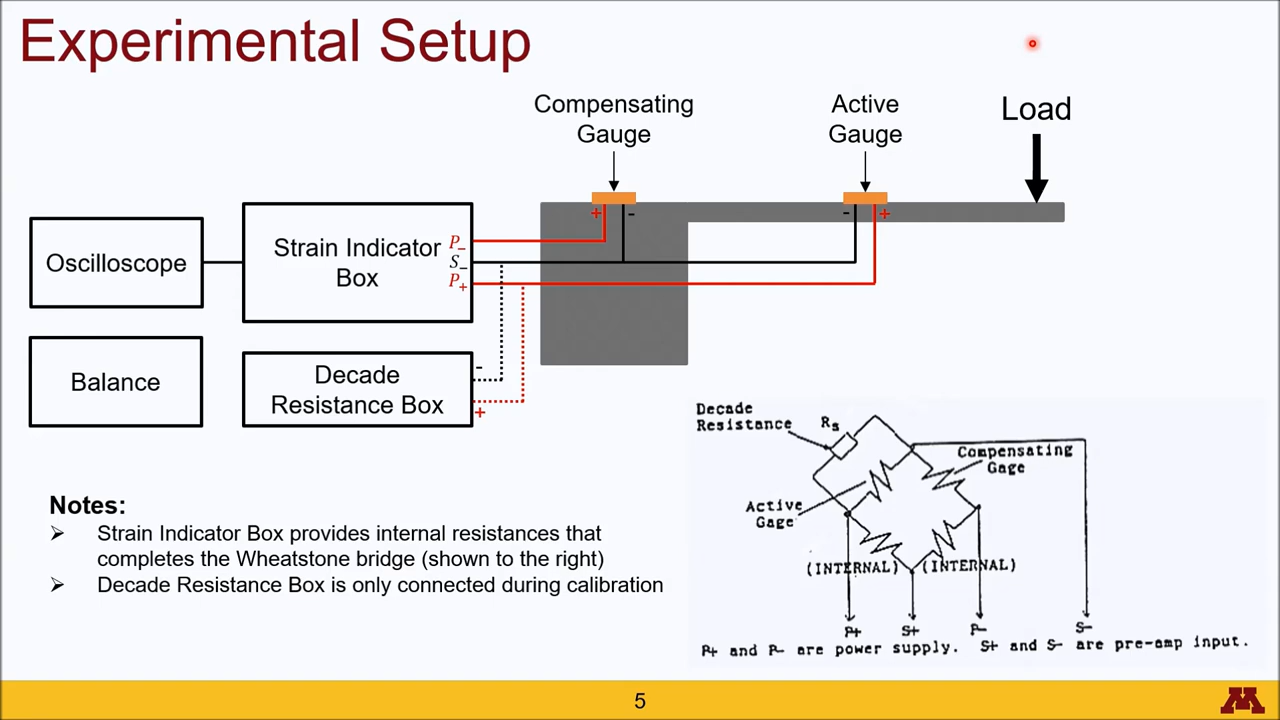 Experimental Setup
Compensating
Gauge
Active
Gauge
Load
+
-
-
+
Oscilloscope
Strain Indicator
Box
P_
S_
P+
Balance
Decade
Resistance Box
-
+
Decade
Resistance
Rs
Compensating
Gage
Active
Gage
(INTERNAL) (INTERNAL)
P+ S+ P- S-
P+ and P- are power supply. S+ and S- are pre-amp input.
Notes:
Strain Indicator Box provides internal resistances that
completes the Wheatstone bridge (shown to the right)
Decade Resistance Box is only connected during calibration
5
M